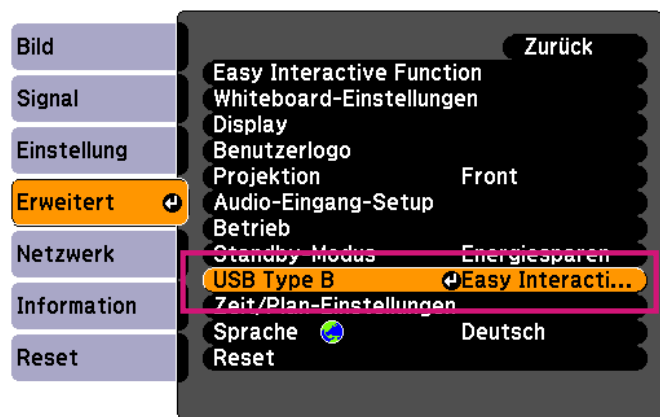 Bild
Signal
Einstellung
Erweitert
Netzwerk
Information
Reset
Zurück
Easy Interactive Function
Whiteboard-Einstellungen
Display
Benutzerlogo
Projektion Front
Audio-Eingang-Setup
Betrieb
Standby-Modus Energiesparen
USB Type B Easy Interacti...
Zeit/Plan-Einstellungen
Sprache Deutsch
Reset